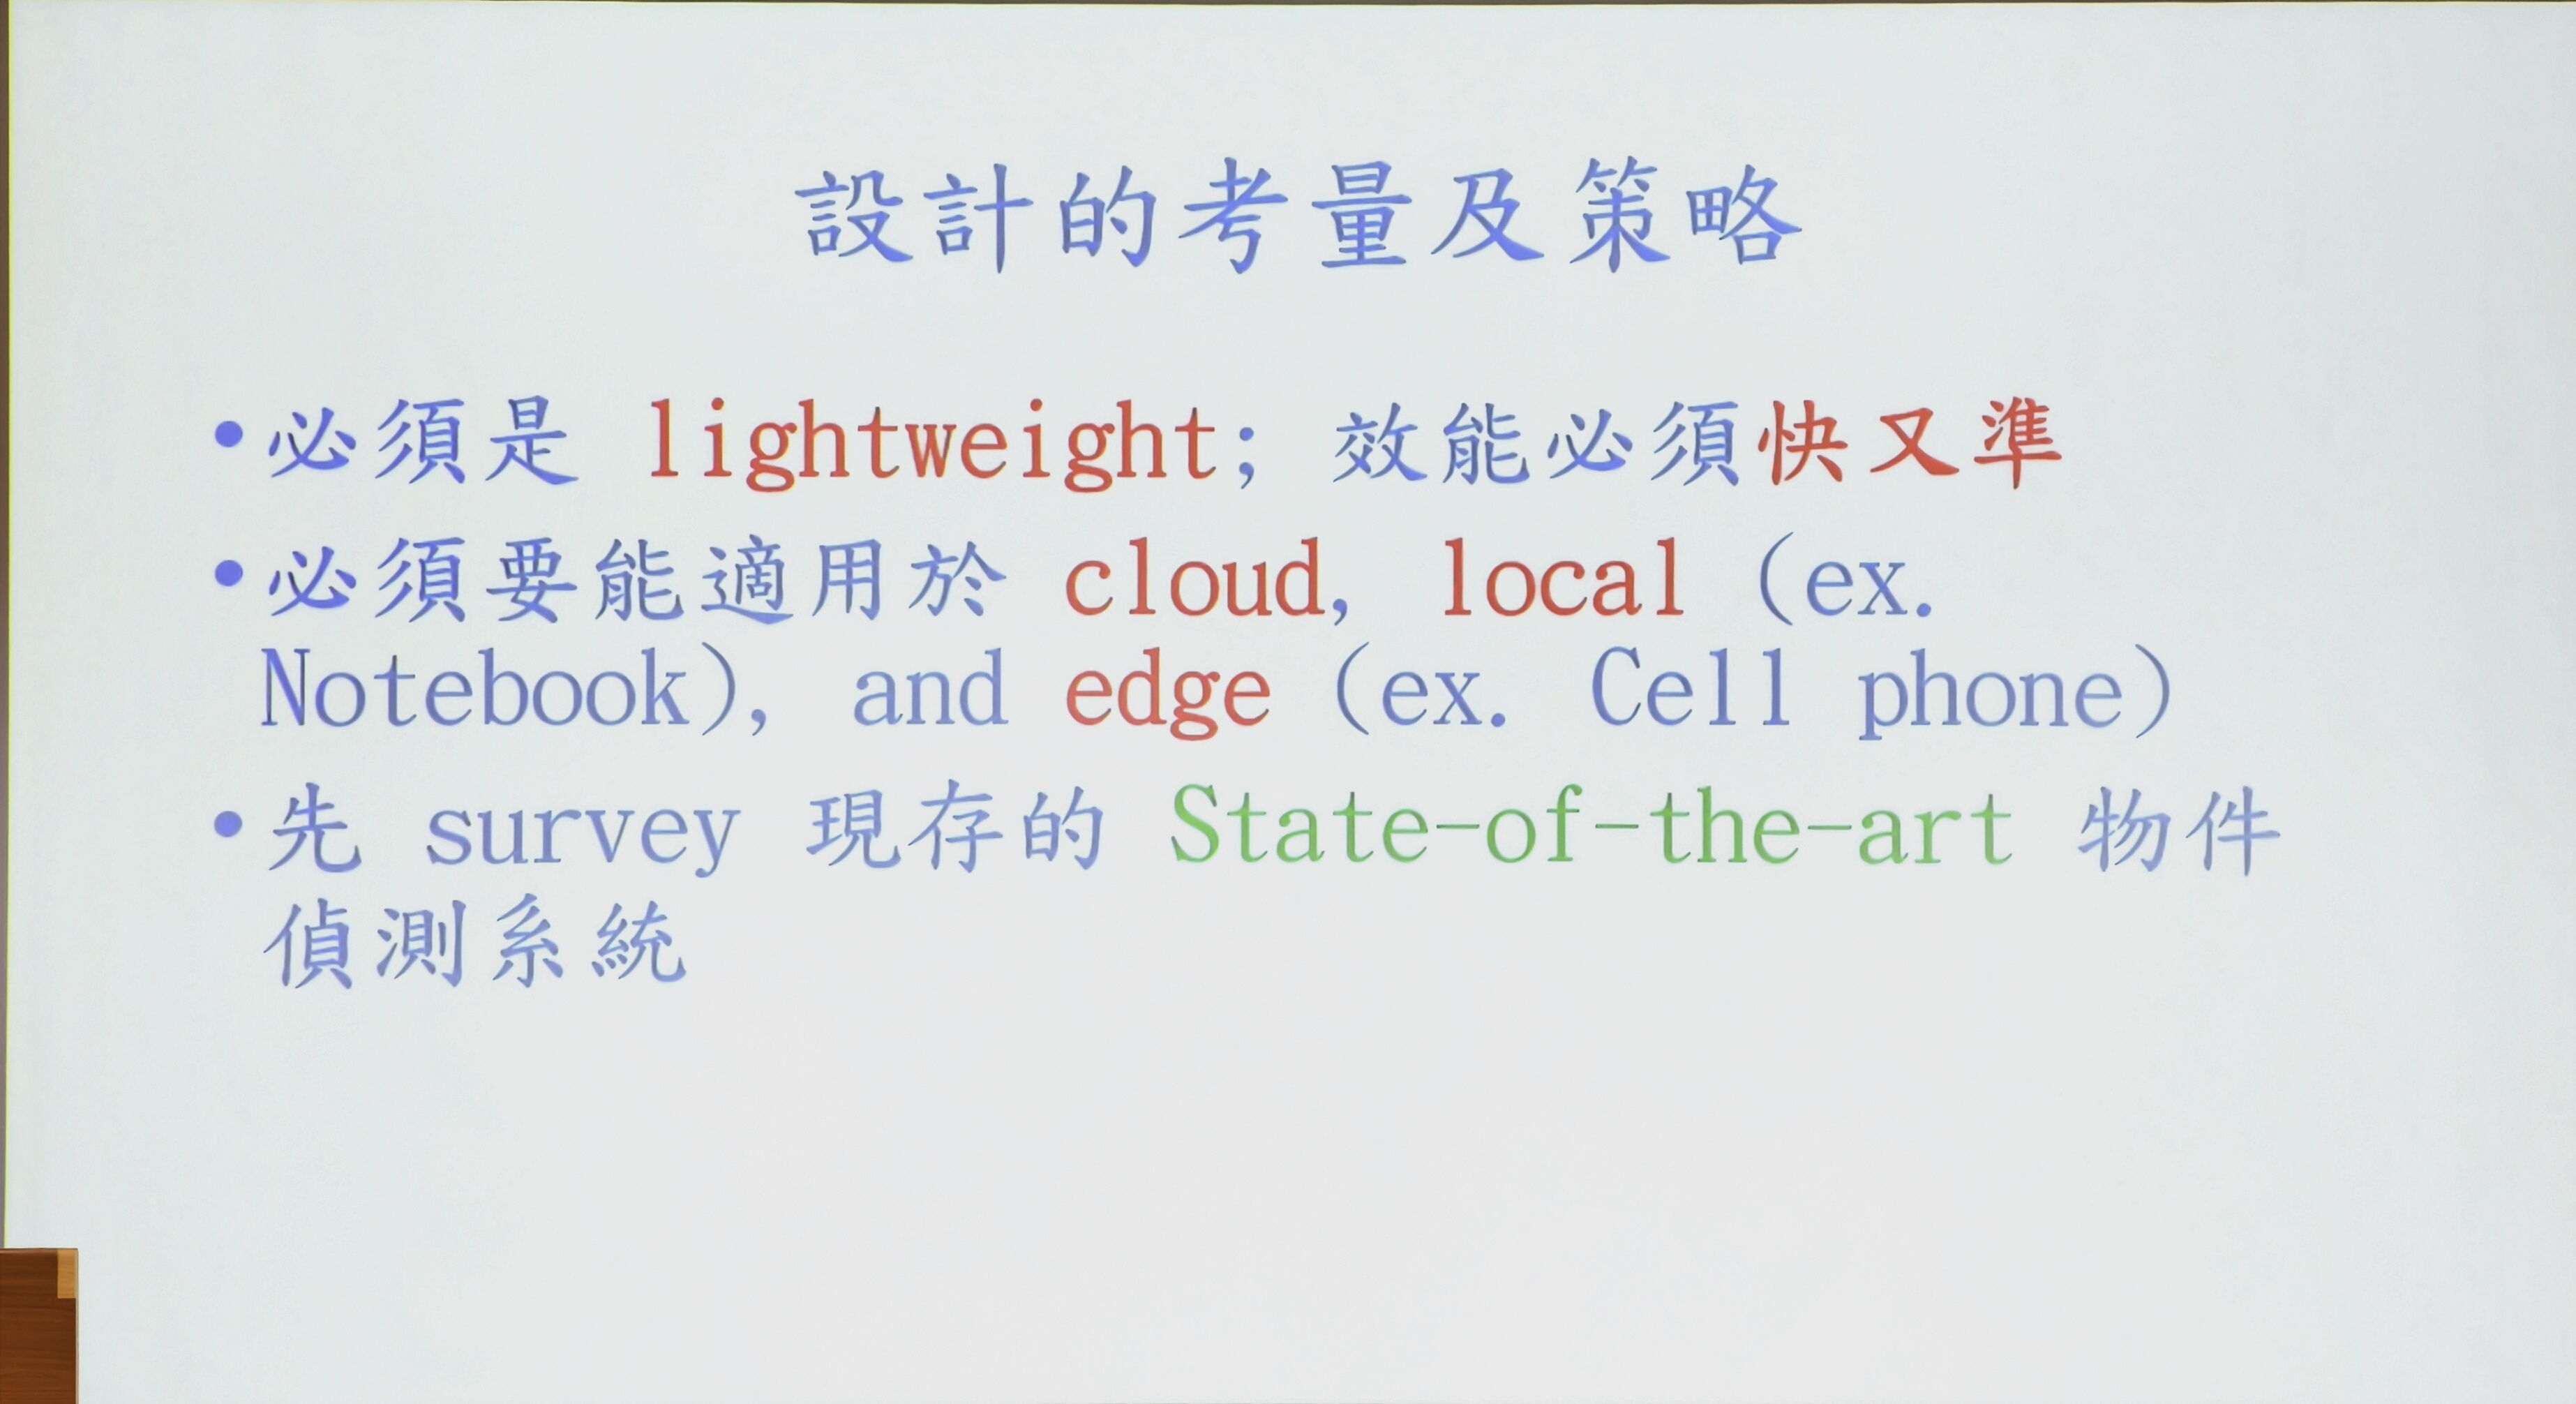 設計的考量及策略
•必須是 lightweight; 效能必須快又準
•必須要能適用於 cloud, local (ex.
Notebook), and edge (ex. Cell phone)
•先 survey 現存的 State-of-the-art 物件
偵測系統